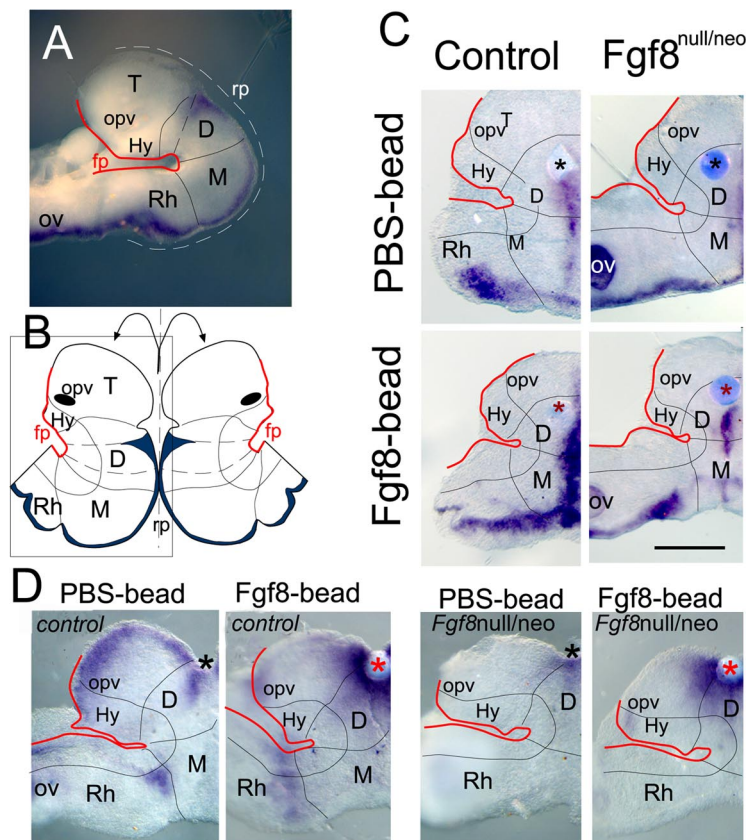 A
T
rp
opv
D
Hy
fp
M
Rh
ov
B
opv
T
Hy
fp
D
Rh
M
rp
C
Control
Fgf8null/neo
PBS-bead
opv
T
Hy
*
D
Rh
M
opv
Hy
*
D
M
ov
Fgf8-bead
opv
*
Hy
D
M
opv
*
Hy
D
M
ov
D
PBS-bead
control
*
opv
D
Hy
M
ov
Rh
Fgf8-bead
control
*
opv
D
Hy
M
Rh
PBS-bead
Fgf8null/neo
*
opv
D
Hy
Rh
Fgf8-bead
Fgf8null/neo
*
opv
D
Hy
Rh